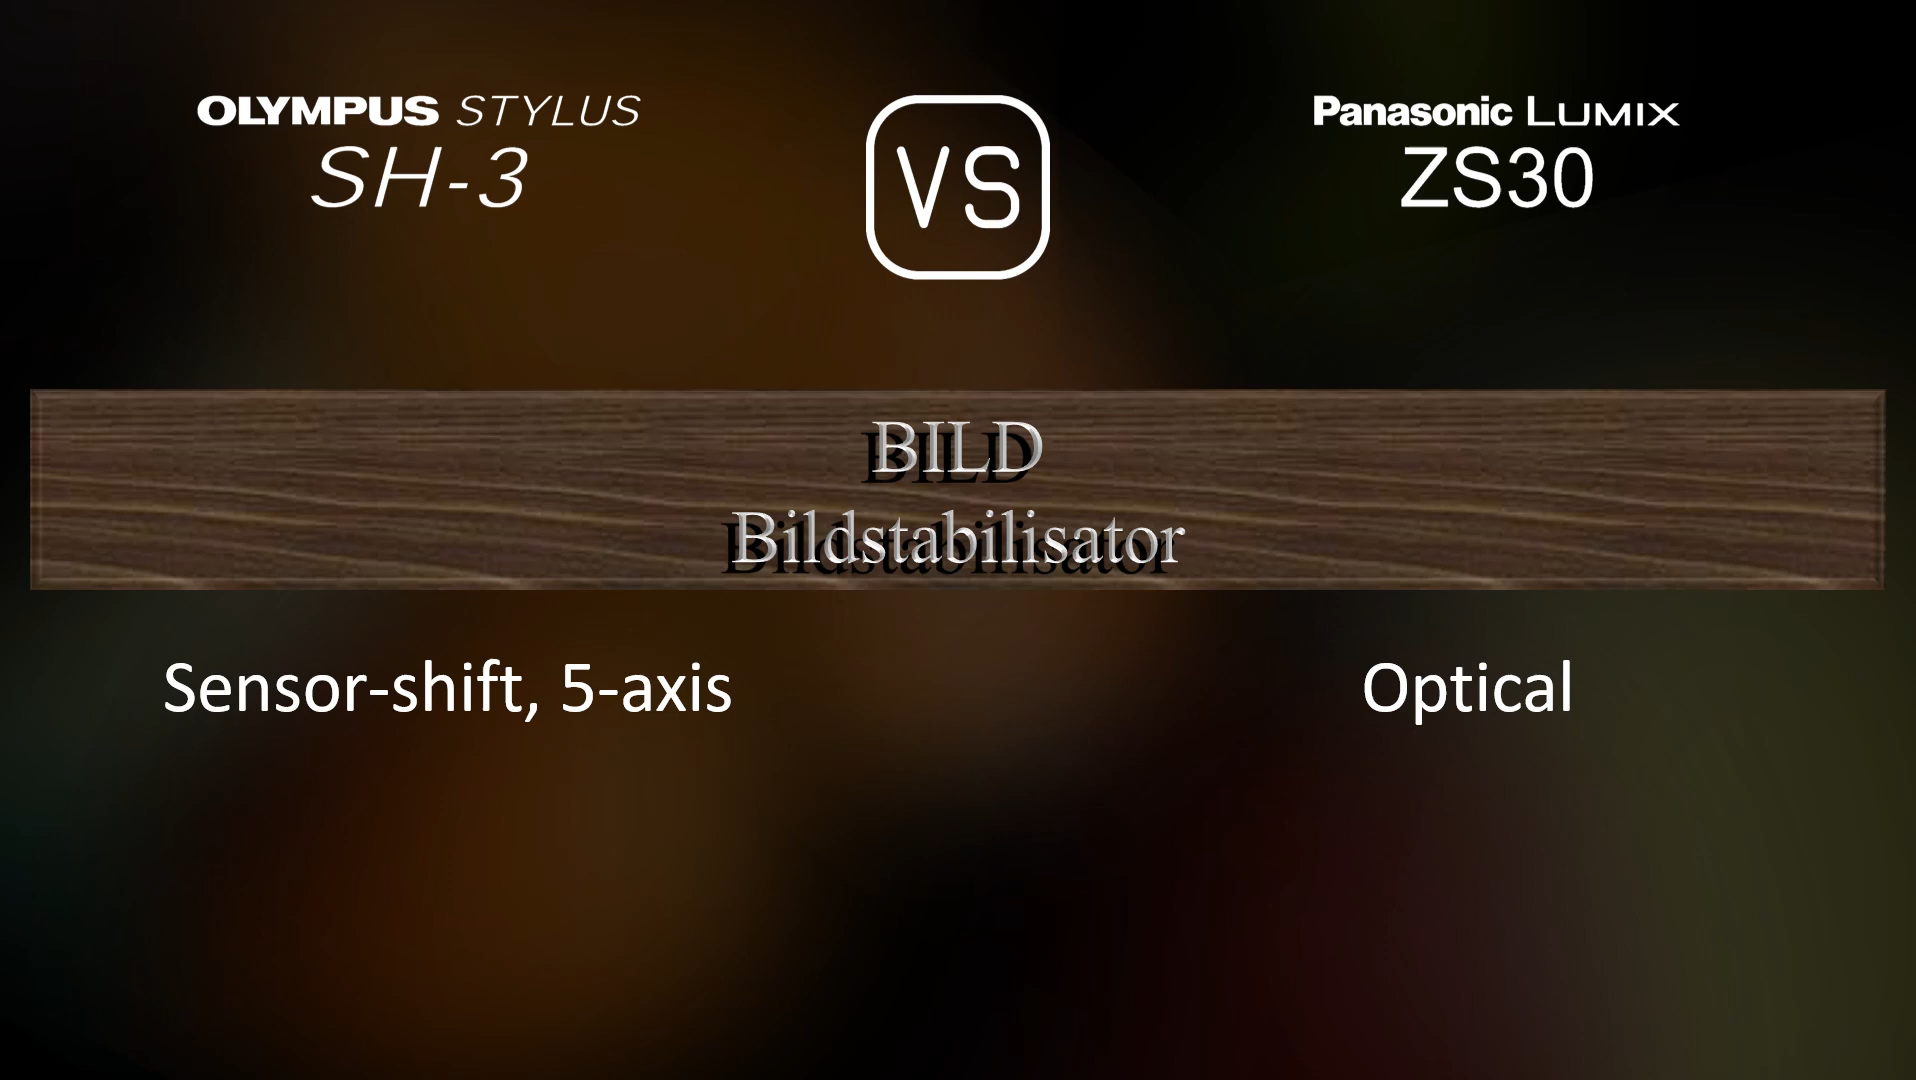 OLYMPUS STYLUS
SH-3
VS
Panasonic LUMIX
ZS30
BILD
Bildstabilisator
Sensor-shift, 5-axis
Optical